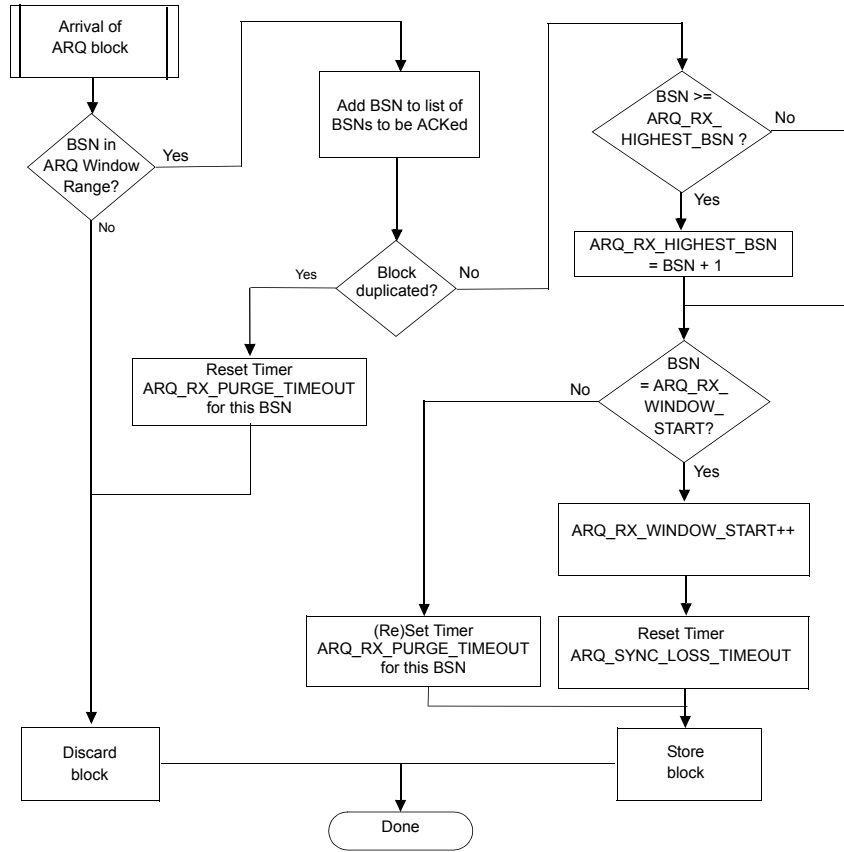 Arrival of
ARQ block
BSN in
ARQ Window
Range?
Yes
No
Add BSN to list of
BSNs to be ACKed
Block
duplicated?
Yes
No
Reset Timer
ARQ_RX_PURGE_TIMEOUT
for this BSN
BSN >=
ARQ_RX_
HIGHEST_BSN ?
No
Yes
ARQ_RX_HIGHEST_BSN
= BSN + 1
BSN
= ARQ_RX_
WINDOW_
START?
No
Yes
ARQ_RX_WINDOW_START++
(Re)Set Timer
ARQ_RX_PURGE_TIMEOUT
for this BSN
Reset Timer
ARQ_SYNC_LOSS_TIMEOUT
Discard
block
Store
block
Done